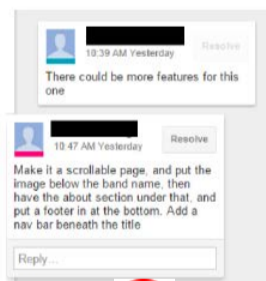 10:39 AM Yesterday
Resolve
There could be more features for this
one
10:47 AM Yesterday
Resolve
Make it a scrollable page, and put the
image below the band name, then
have the about section under that, and
put a footer in at the bottom. Add a
nav bar beneath the title
Reply...